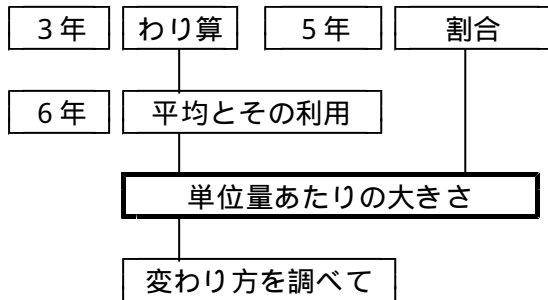 3年 わり算 5年 割合
6年 平均とその利用
単位量あたりの大きさ
変わり方を調べて